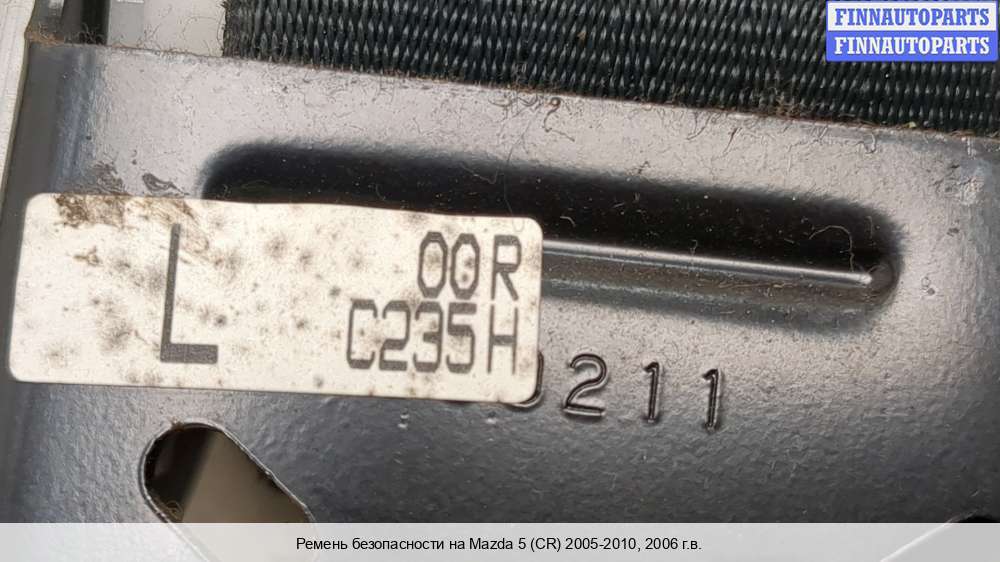 FINNAUTOPARTS
FINNAUTOPARTS
L
00R
C235H
211
Ремень безопасности на Mazda 5 (CR) 2005-2010, 2006 г.в.